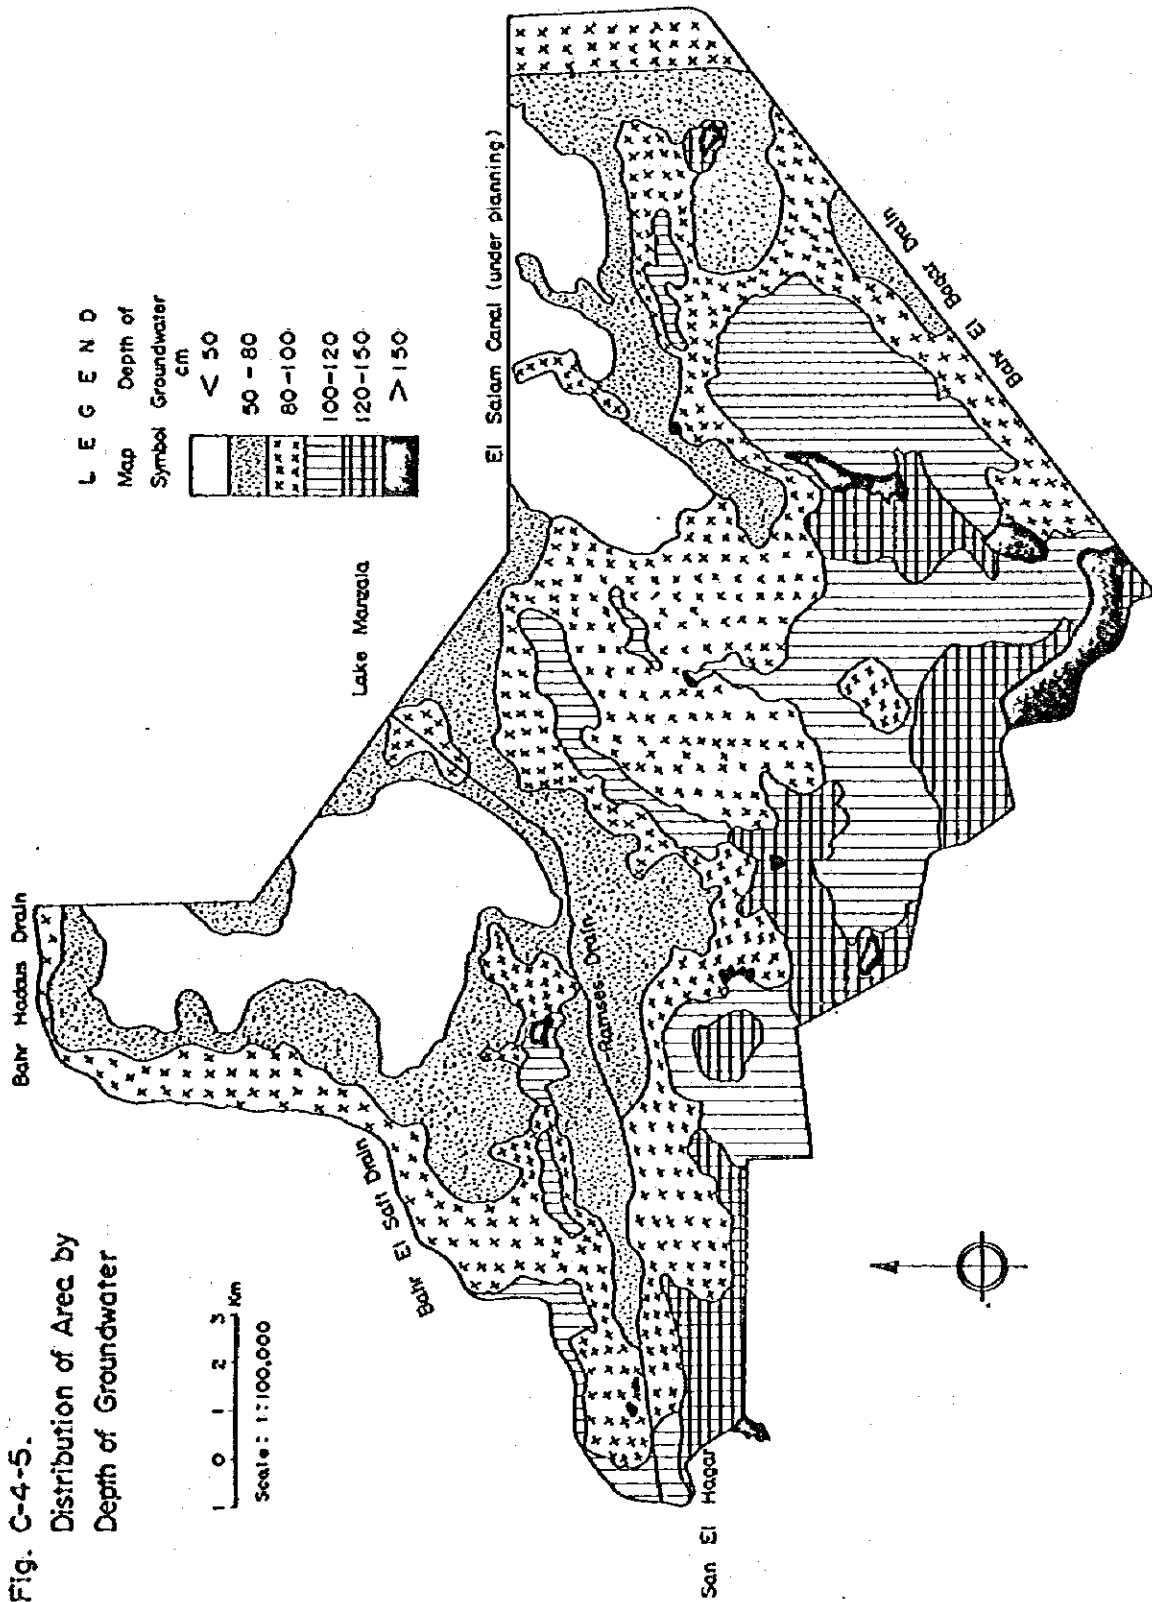 Fig. C-4-5.
Distribution of Area by
Depth of Groundwater
1 0 1 2 3 Km
Scale: 1:100,000
LEGEND
Map Depth of
Symbol Groundwater
cm
< 50
50-80
80-100
100-120
120-150
>150
Bahr Hadus Drain
Lake Manzala
El Salam Canal (under planning)
Bahr El Saft Drain
Ramses Drain
Bahr El Baqar Drain
San El Hagar